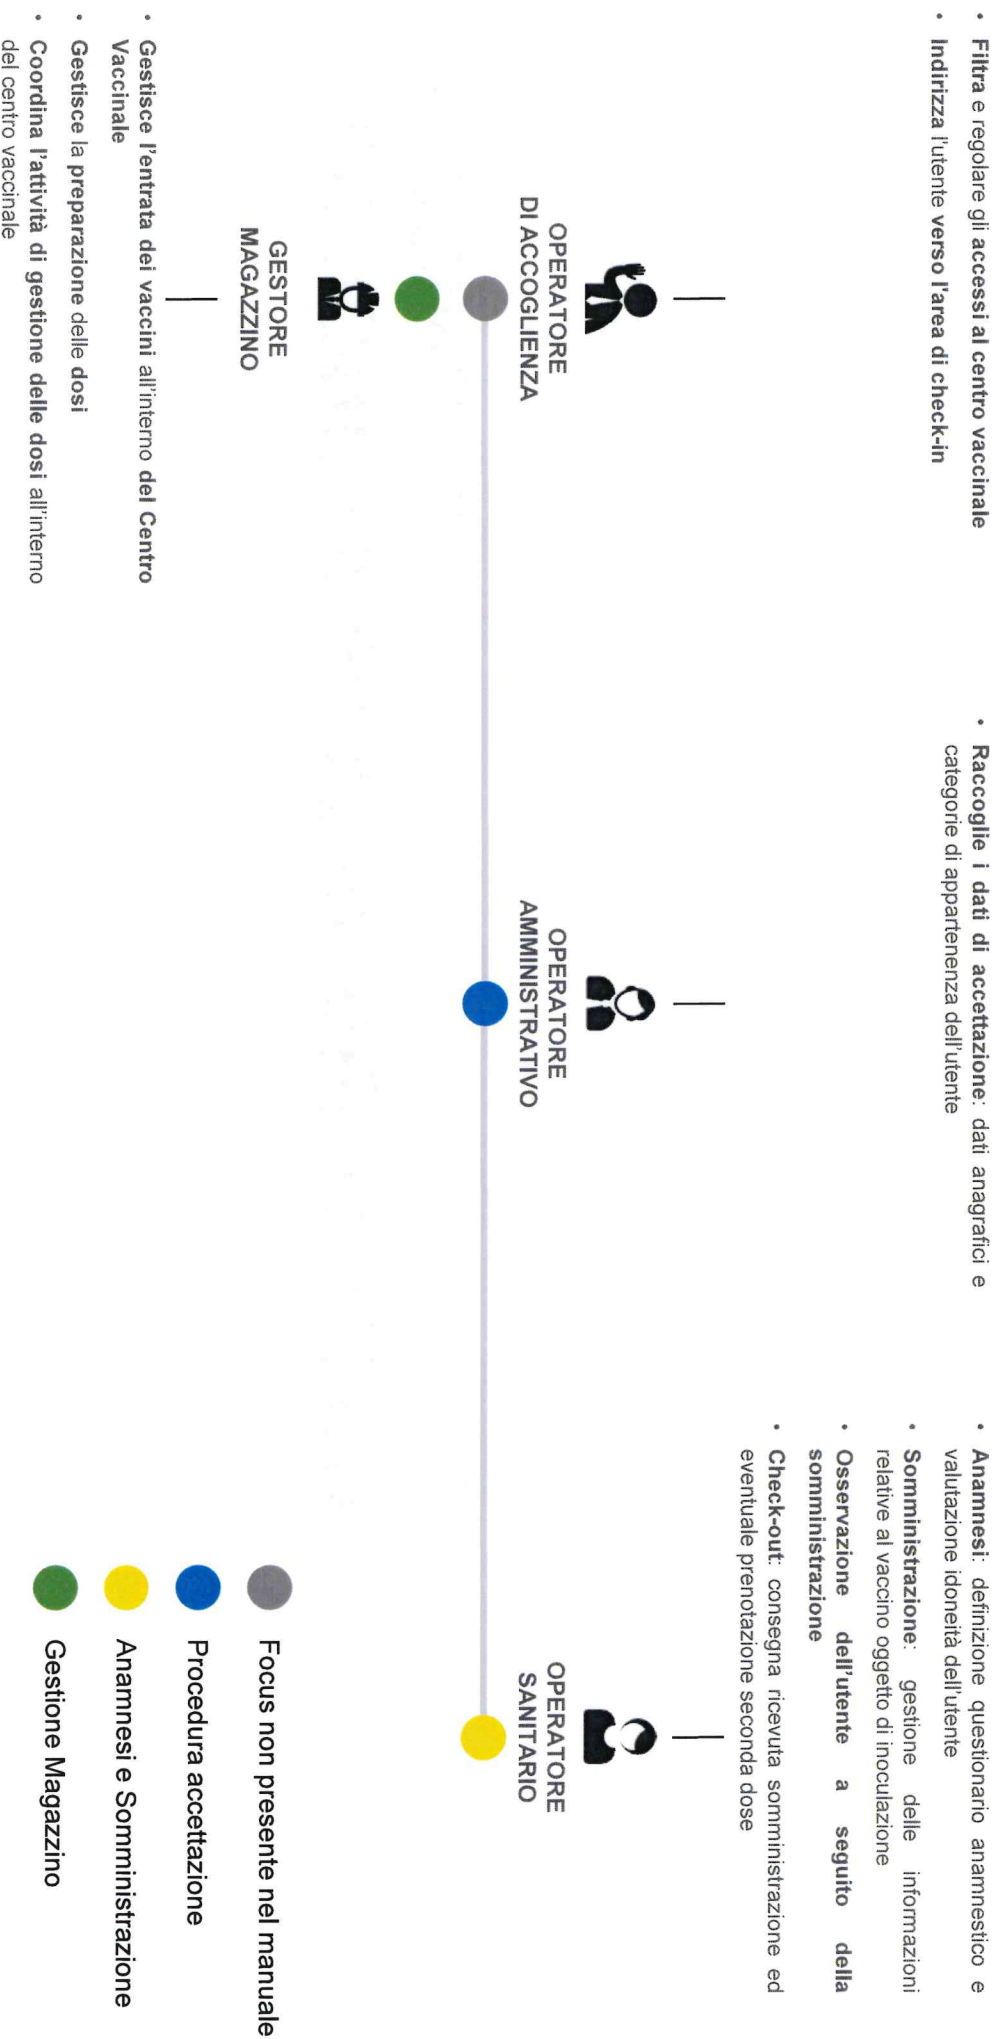 • Filtra e regolare gli accessi al centro vaccinale
• Indirizza l'utente verso l'area di check-in
• Raccoglie i dati di accettazione: dati anagrafici e
categorie di appartenenza dell'utente
• Anamnesi: definizione questionario anamnestico e
valutazione idoneità dell'utente
• Somministrazione: gestione delle informazioni
relative al vaccino oggetto di inoculazione
• Osservazione dell'utente a seguito della
somministrazione
• Check-out: consegna ricevuta somministrazione ed
eventuale prenotazione seconda dose
OPERATORE
DI ACCOGLIENZA
OPERATORE
AMMINISTRATIVO
OPERATORE
SANITARIO
GESTORE
MAGAZZINO
• Gestisce l'entrata dei vaccini all'interno del Centro
Vaccinale
• Gestisce la preparazione delle dosi
• Coordina l'attività di gestione delle dosi all'interno
del centro vaccinale
Focus non presente nel manuale
Procedura accettazione
Anamnesi e Somministrazione
Gestione Magazzino